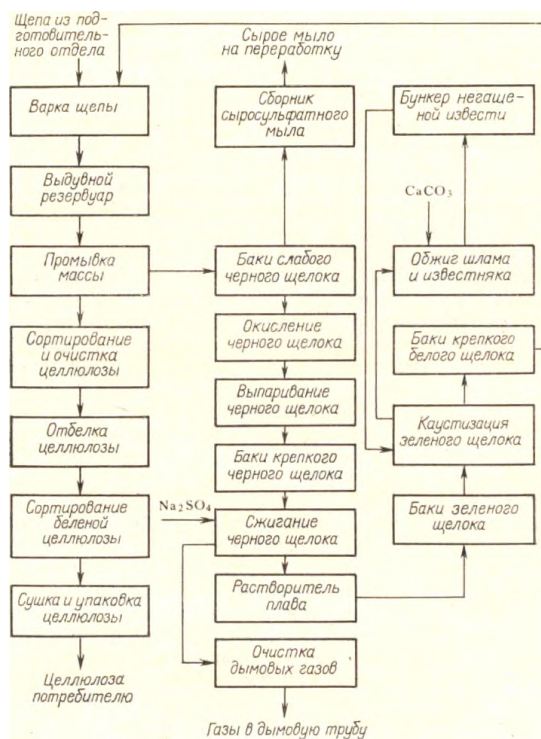 Щепа из под-
готовитель-
ного отдела
Варка щепы
Выдувной
резервуар
Промывка
массы
Сортирование
и очистка
целлюлозы
Отбелка
целлюлозы
Сортирование
беленой
целлюлозы
Сушка и упаковка
целлюлозы
Целлюлоза
потребителю
Сырое мыло
на переработку
Сборник
сыросульфатного
мыла
Баки слабого
черного щелока
Окисление
черного щелока
Выпаривание
черного щелока
Баки крепкого
черного щелока
Na₂SO₄
Сжигание
черного щелока
Растворитель
плава
Очистка
дымовых газов
Газы в дымовую трубу
Бункер негаше-
ной извести
CaCO₃
Обжиг шлама
и известняка
Баки крепкого
белого щелока
Каустизация
зеленого щелока
Баки зеленого
щелока